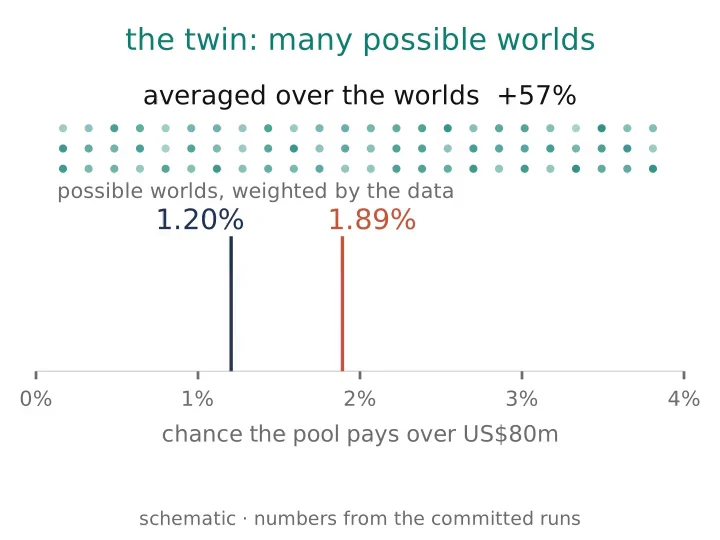 the twin: many possible worlds
averaged over the worlds +57%
possible worlds, weighted by the data
1.20% 1.89%
0% 1% 2% 3% 4%
chance the pool pays over US$80m
schematic · numbers from the committed runs